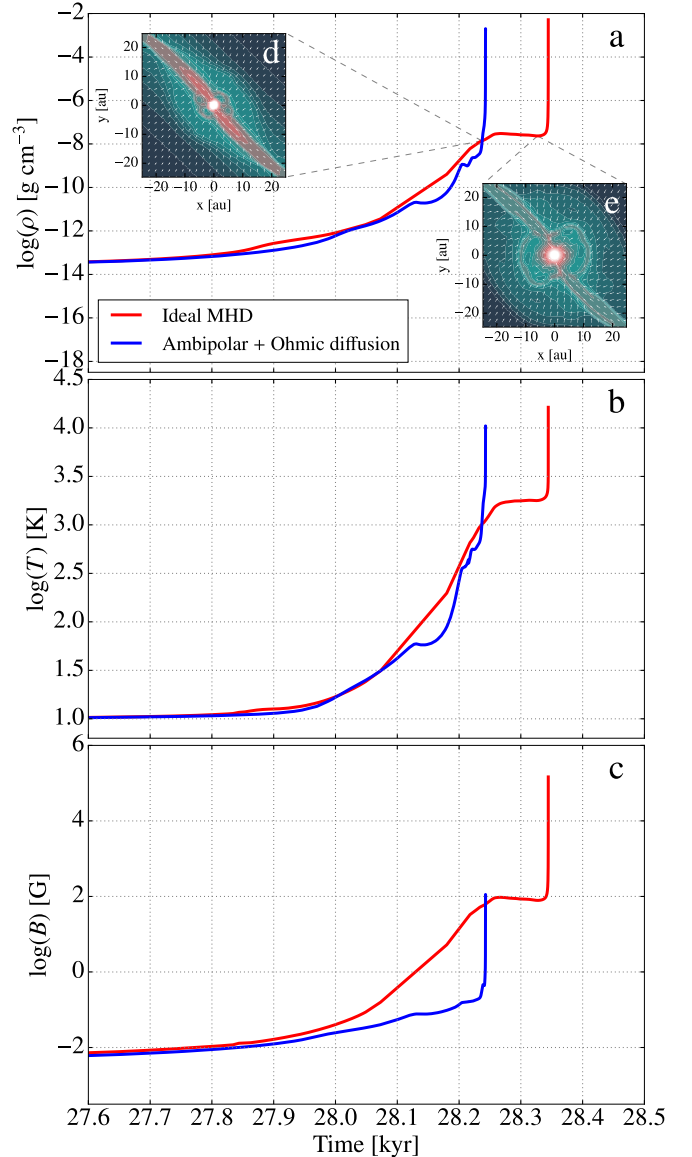 −2
−4
−6
−8
−10
−12
−14
−16
−18
log(ρ) [g cm⁻³]
a
d
20
10
0
−10
−20
y [au]
−20 −10 0 10 20
x [au]
e
20
10
0
−10
−20
y [au]
−20 −10 0 10 20
x [au]
Ideal MHD
Ambipolar + Ohmic diffusion
4.5
4.0
3.5
3.0
2.5
2.0
1.5
1.0
log(T) [K]
b
6
4
2
0
−2
log(B) [G]
c
27.6 27.7 27.8 27.9 28.0 28.1 28.2 28.3 28.4 28.5
Time [kyr]